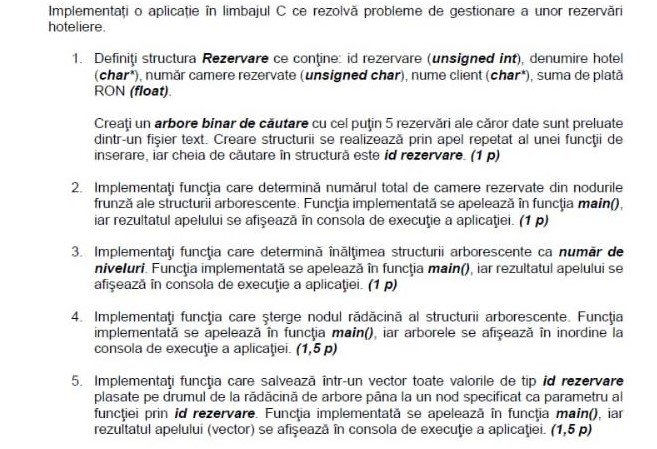 Implementați o aplicație în limbajul C ce rezolvă probleme de gestionare a unor rezervări
hoteliere.
1. Definiţi structura Rezervare ce conţine: id rezervare (unsigned int), denumire hotel
(char*), număr camere rezervate (unsigned char), nume client (char*), suma de plată
RON (float).
Creaţi un arbore binar de căutare cu cel puţin 5 rezervări ale căror date sunt preluate
dintr-un fişier text. Creare structurii se realizează prin apel repetat al unei funcţii de
inserare, iar cheia de căutare în structură este id rezervare. (1 p)
2. Implementaţi funcţia care determină numărul total de camere rezervate din nodurile
frunză ale structurii arborescente. Funcţia implementată se apelează în funcţia main(),
iar rezultatul apelului se afişează în consola de execuţie a aplicaţiei. (1 p)
3. Implementaţi funcţia care determină înălţimea structurii arborescente ca număr de
niveluri. Funcţia implementată se apelează în funcţia main(), iar rezultatul apelului se
afişează în consola de execuţie a aplicaţiei. (1 p)
4. Implementaţi funcţia care şterge nodul rădăcină al structurii arborescente. Funcţia
implementată se apelează în funcţia main(), iar arborele se afişează în inordine la
consola de execuţie a aplicaţiei. (1,5 p)
5. Implementaţi funcţia care salvează într-un vector toate valorile de tip id rezervare
plasate pe drumul de la rădăcină de arbore pâna la un nod specificat ca parametru al
funcţiei prin id rezervare. Funcţia implementată se apelează în funcţia main(), iar
rezultatul apelului (vector) se afişează în consola de execuţie a aplicaţiei. (1,5 p)